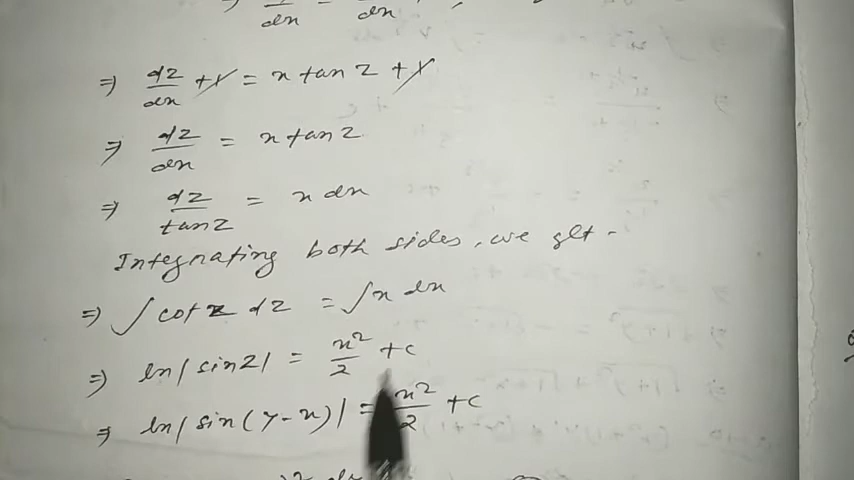 ⇒ dz/dx + 1 = x tan z + 1
⇒ dz/dx = x tan z
⇒ dz/tan z = x dx
Integrating both sides, we get -
⇒ ∫ cot z dz = ∫ x dx
⇒ ln|sin z| = x²/2 + c
⇒ ln|sin(y-x)| = x²/2 + c